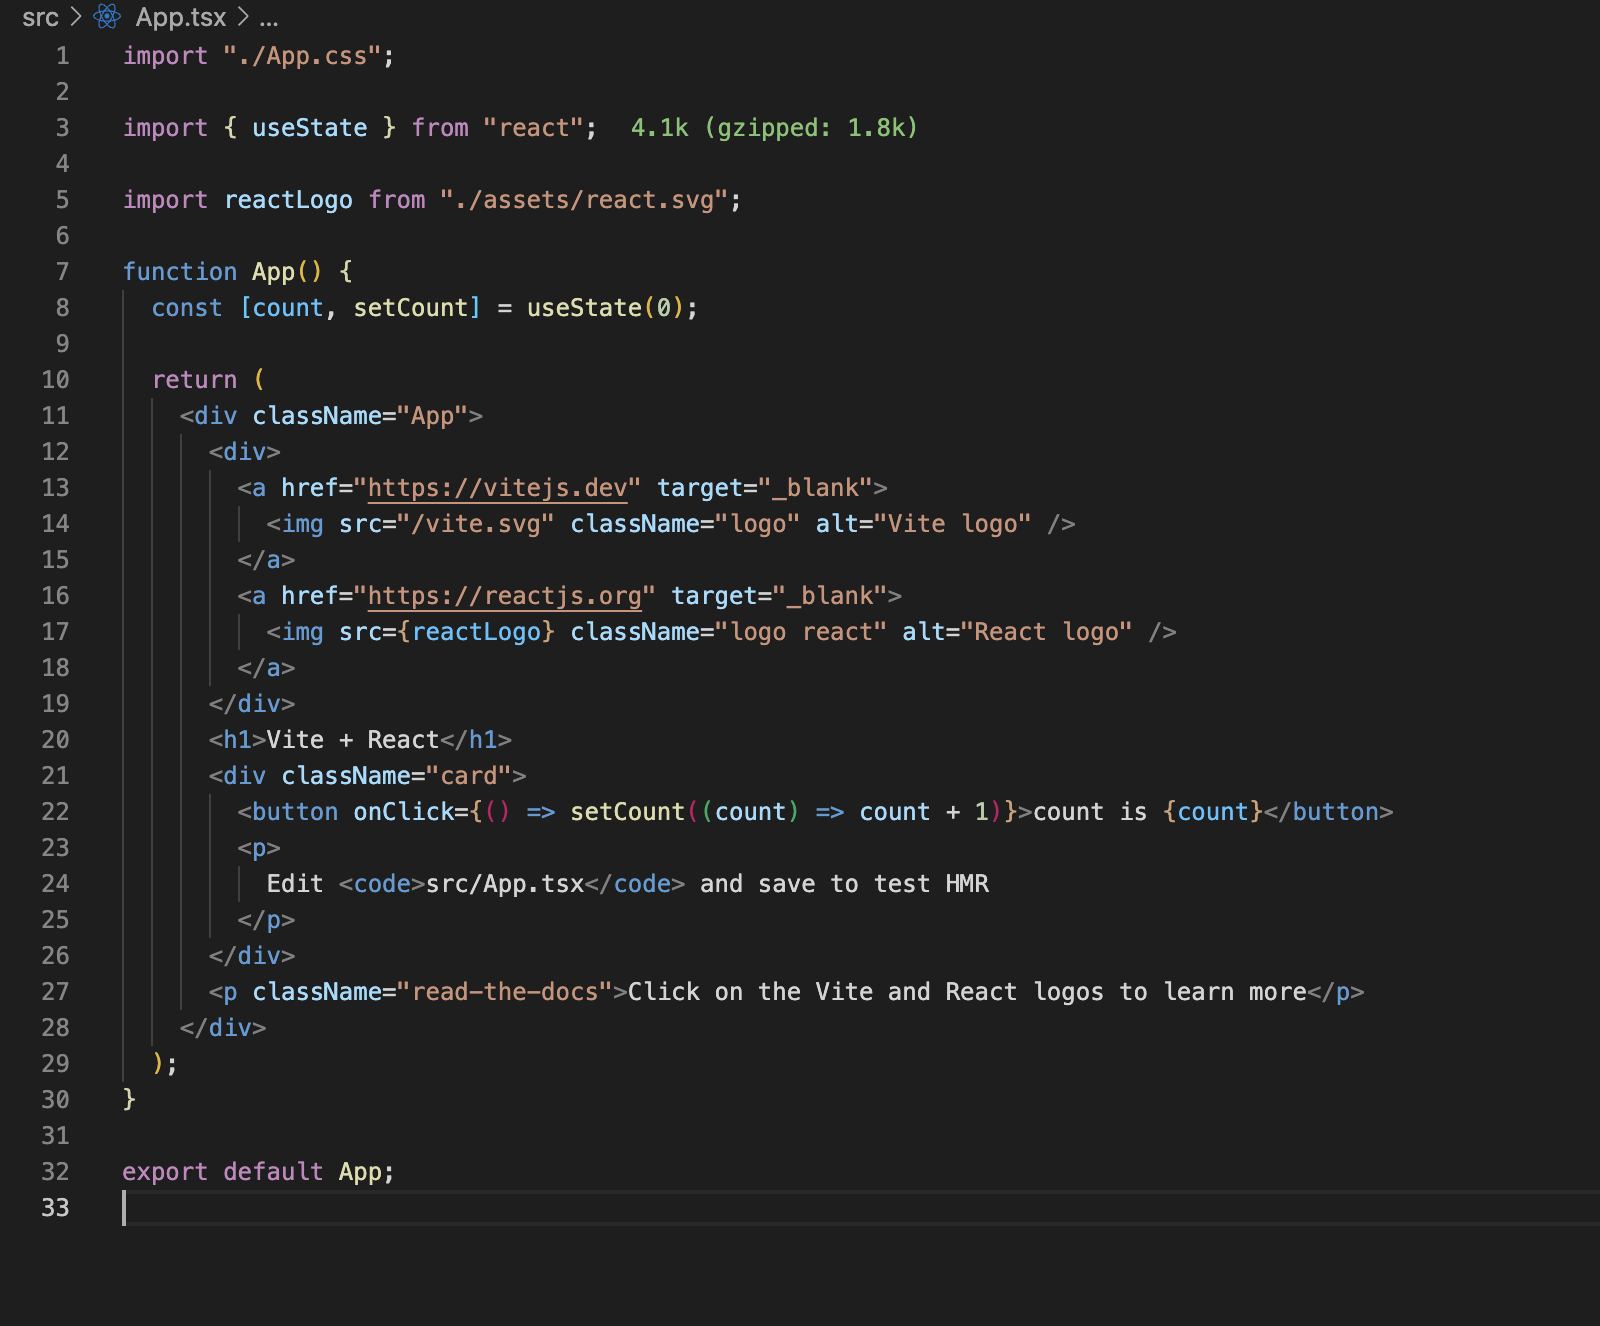 src > App.tsx > ...
1 import "./App.css";
2
3 import { useState } from "react"; 4.1k (gzipped: 1.8k)
4
5 import reactLogo from "./assets/react.svg";
6
7 function App() {
8   const [count, setCount] = useState(0);
9
10   return (
11     <div className="App">
12       <div>
13         <a href="https://vitejs.dev" target="_blank">
14           <img src="/vite.svg" className="logo" alt="Vite logo" />
15         </a>
16         <a href="https://reactjs.org" target="_blank">
17           <img src={reactLogo} className="logo react" alt="React logo" />
18         </a>
19       </div>
20       <h1>Vite + React</h1>
21       <div className="card">
22         <button onClick={() => setCount((count) => count + 1)}>count is {count}</button>
23         <p>
24           Edit <code>src/App.tsx</code> and save to test HMR
25         </p>
26       </div>
27       <p className="read-the-docs">Click on the Vite and React logos to learn more</p>
28     </div>
29   );
30 }
31
32 export default App;
33